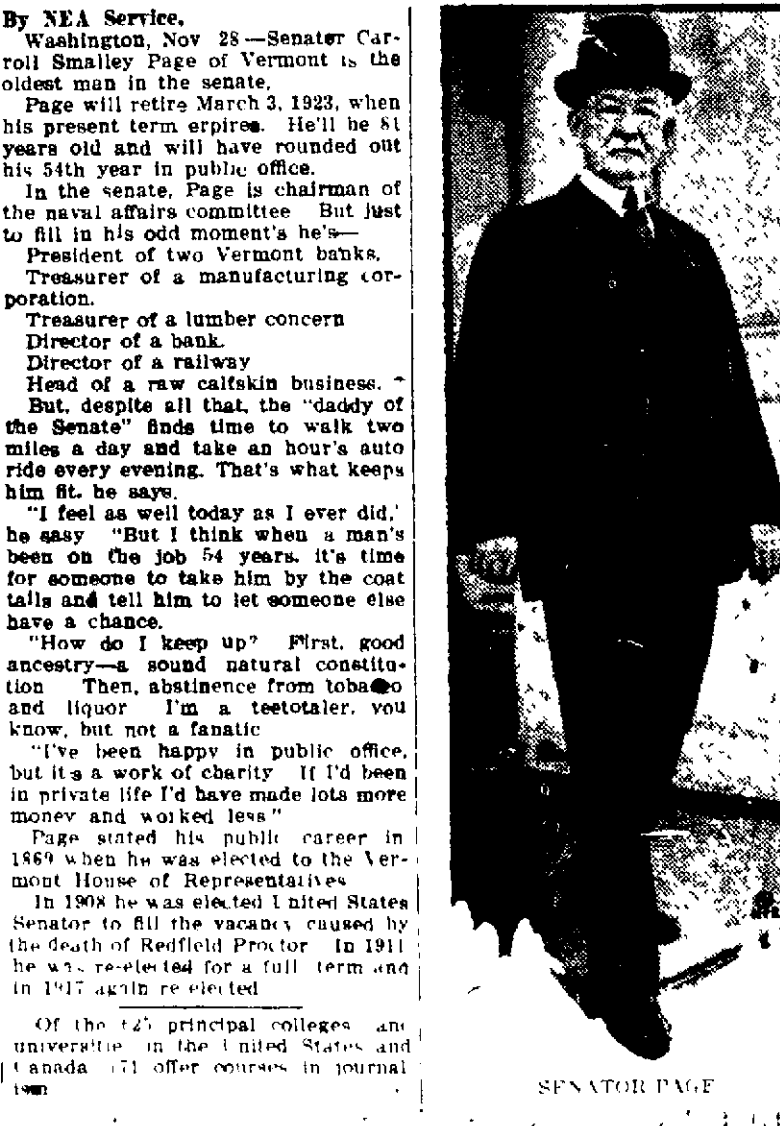 By NEA Service.
Washington, Nov 28—Senator Car-
roll Smalley Page of Vermont is the
oldest man in the senate.
Page will retire March 3, 1923, when
his present term erpires. He'll be 81
years old and will have rounded out
his 54th year in public office.
In the senate, Page is chairman of
the naval affairs committee But just
to fill in his odd moment's he's—
President of two Vermont banks.
Treasurer of a manufacturing cor-
poration.
Treasurer of a lumber concern
Director of a bank.
Director of a railway
Head of a raw calfskin business.
But, despite all that, the "daddy of
the Senate" finds time to walk two
miles a day and take an hour's auto
ride every evening. That's what keeps
him fit, he says.
"I feel as well today as I ever did,'
he sasy "But I think when a man's
been on the job 54 years, it's time
for someone to take him by the coat
tails and tell him to let someone else
have a chance.
"How do I keep up? First, good
ancestry—a sound natural constitu-
tion Then, abstinence from tobacco
and liquor I'm a teetotaler, you
know, but not a fanatic
"I've been happy in public office,
but its a work of charity If I'd been
in private life I'd have made lots more
money and worked less"
Page stated his public career in
1869 when he was elected to the Ver-
mont House of Representatives
In 1908 he was elected United States
Senator to fill the vacancy caused by
the death of Redfield Proctor In 1911
he was re-elected for a full term and
in 1917 again re elected
Of the principal colleges and
universities in the United States and
Canada 171 offer courses in journal
ism
SENATOR PAGE